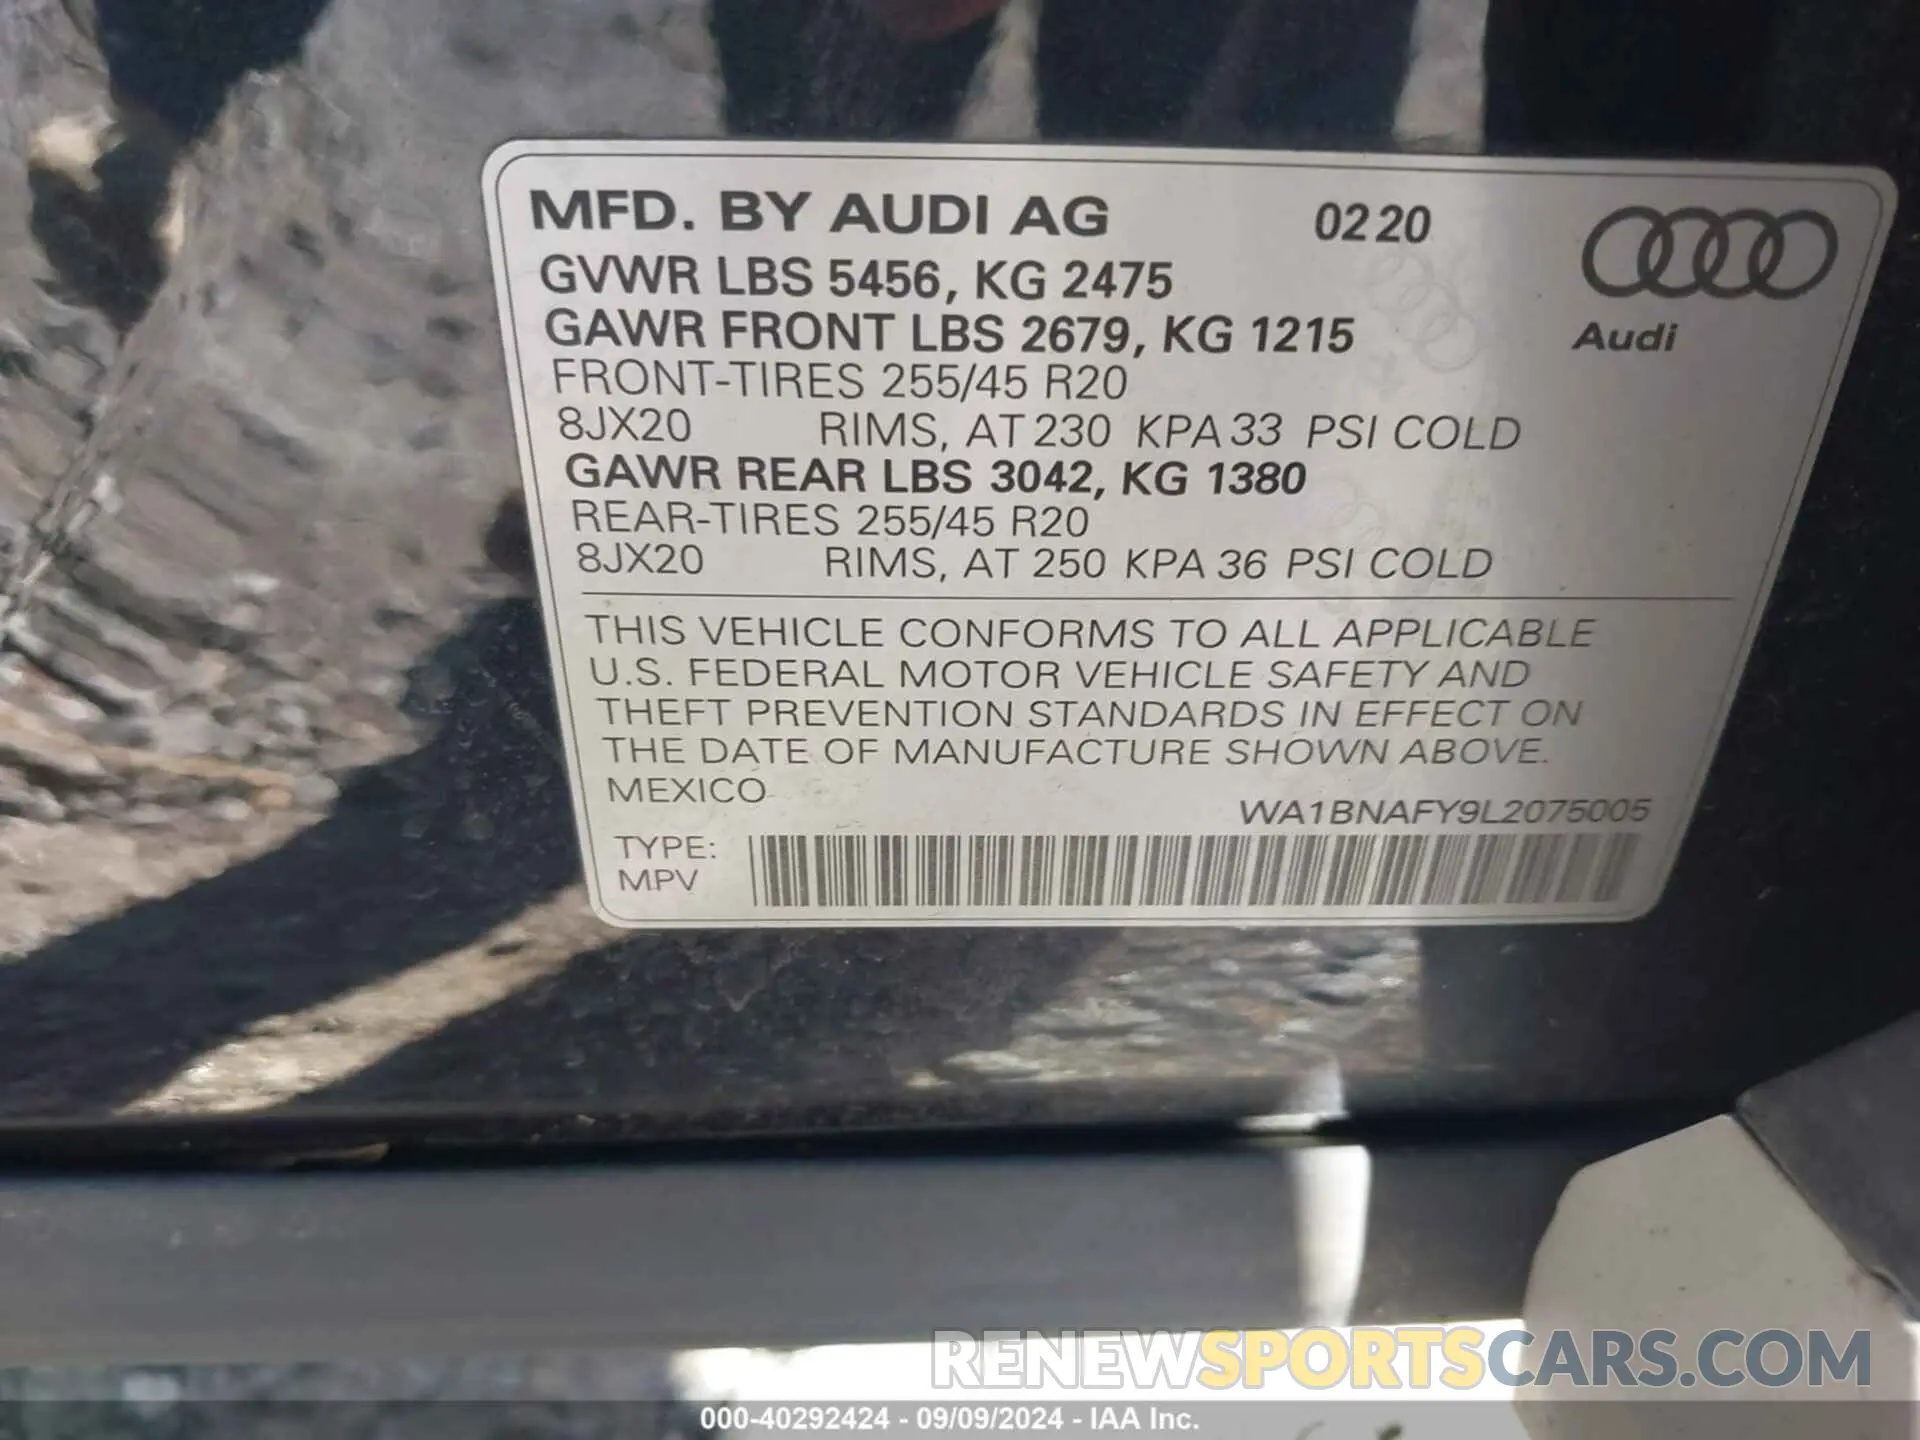 MFD. BY AUDI AG 02 20
GVWR LBS 5456, KG 2475
GAWR FRONT LBS 2679, KG 1215
Audi
FRONT-TIRES 255/45 R20
8JX20 RIMS, AT 230 KPA 33 PSI COLD
GAWR REAR LBS 3042, KG 1380
REAR-TIRES 255/45 R20
8JX20 RIMS, AT 250 KPA 36 PSI COLD
THIS VEHICLE CONFORMS TO ALL APPLICABLE
U.S. FEDERAL MOTOR VEHICLE SAFETY AND
THEFT PREVENTION STANDARDS IN EFFECT ON
THE DATE OF MANUFACTURE SHOWN ABOVE.
MEXICO
WA1BNAFY9L2075005
TYPE:
MPV
RENEWSPORTSCARS.COM
000-40292424 - 09/09/2024 - IAA Inc.